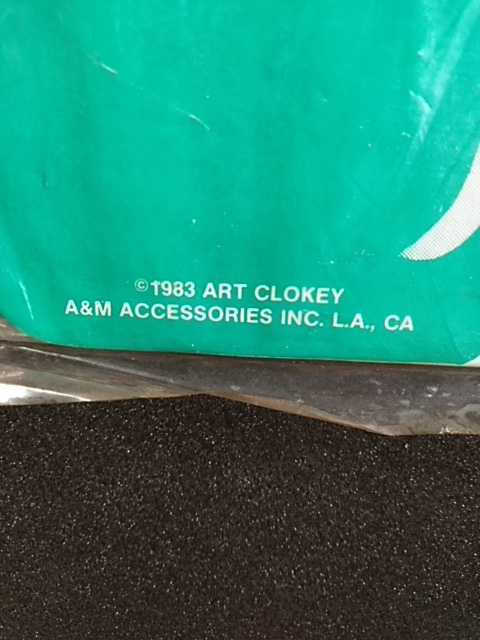 ©1983 ART CLOKEY
A&M ACCESSORIES INC. L.A., CA